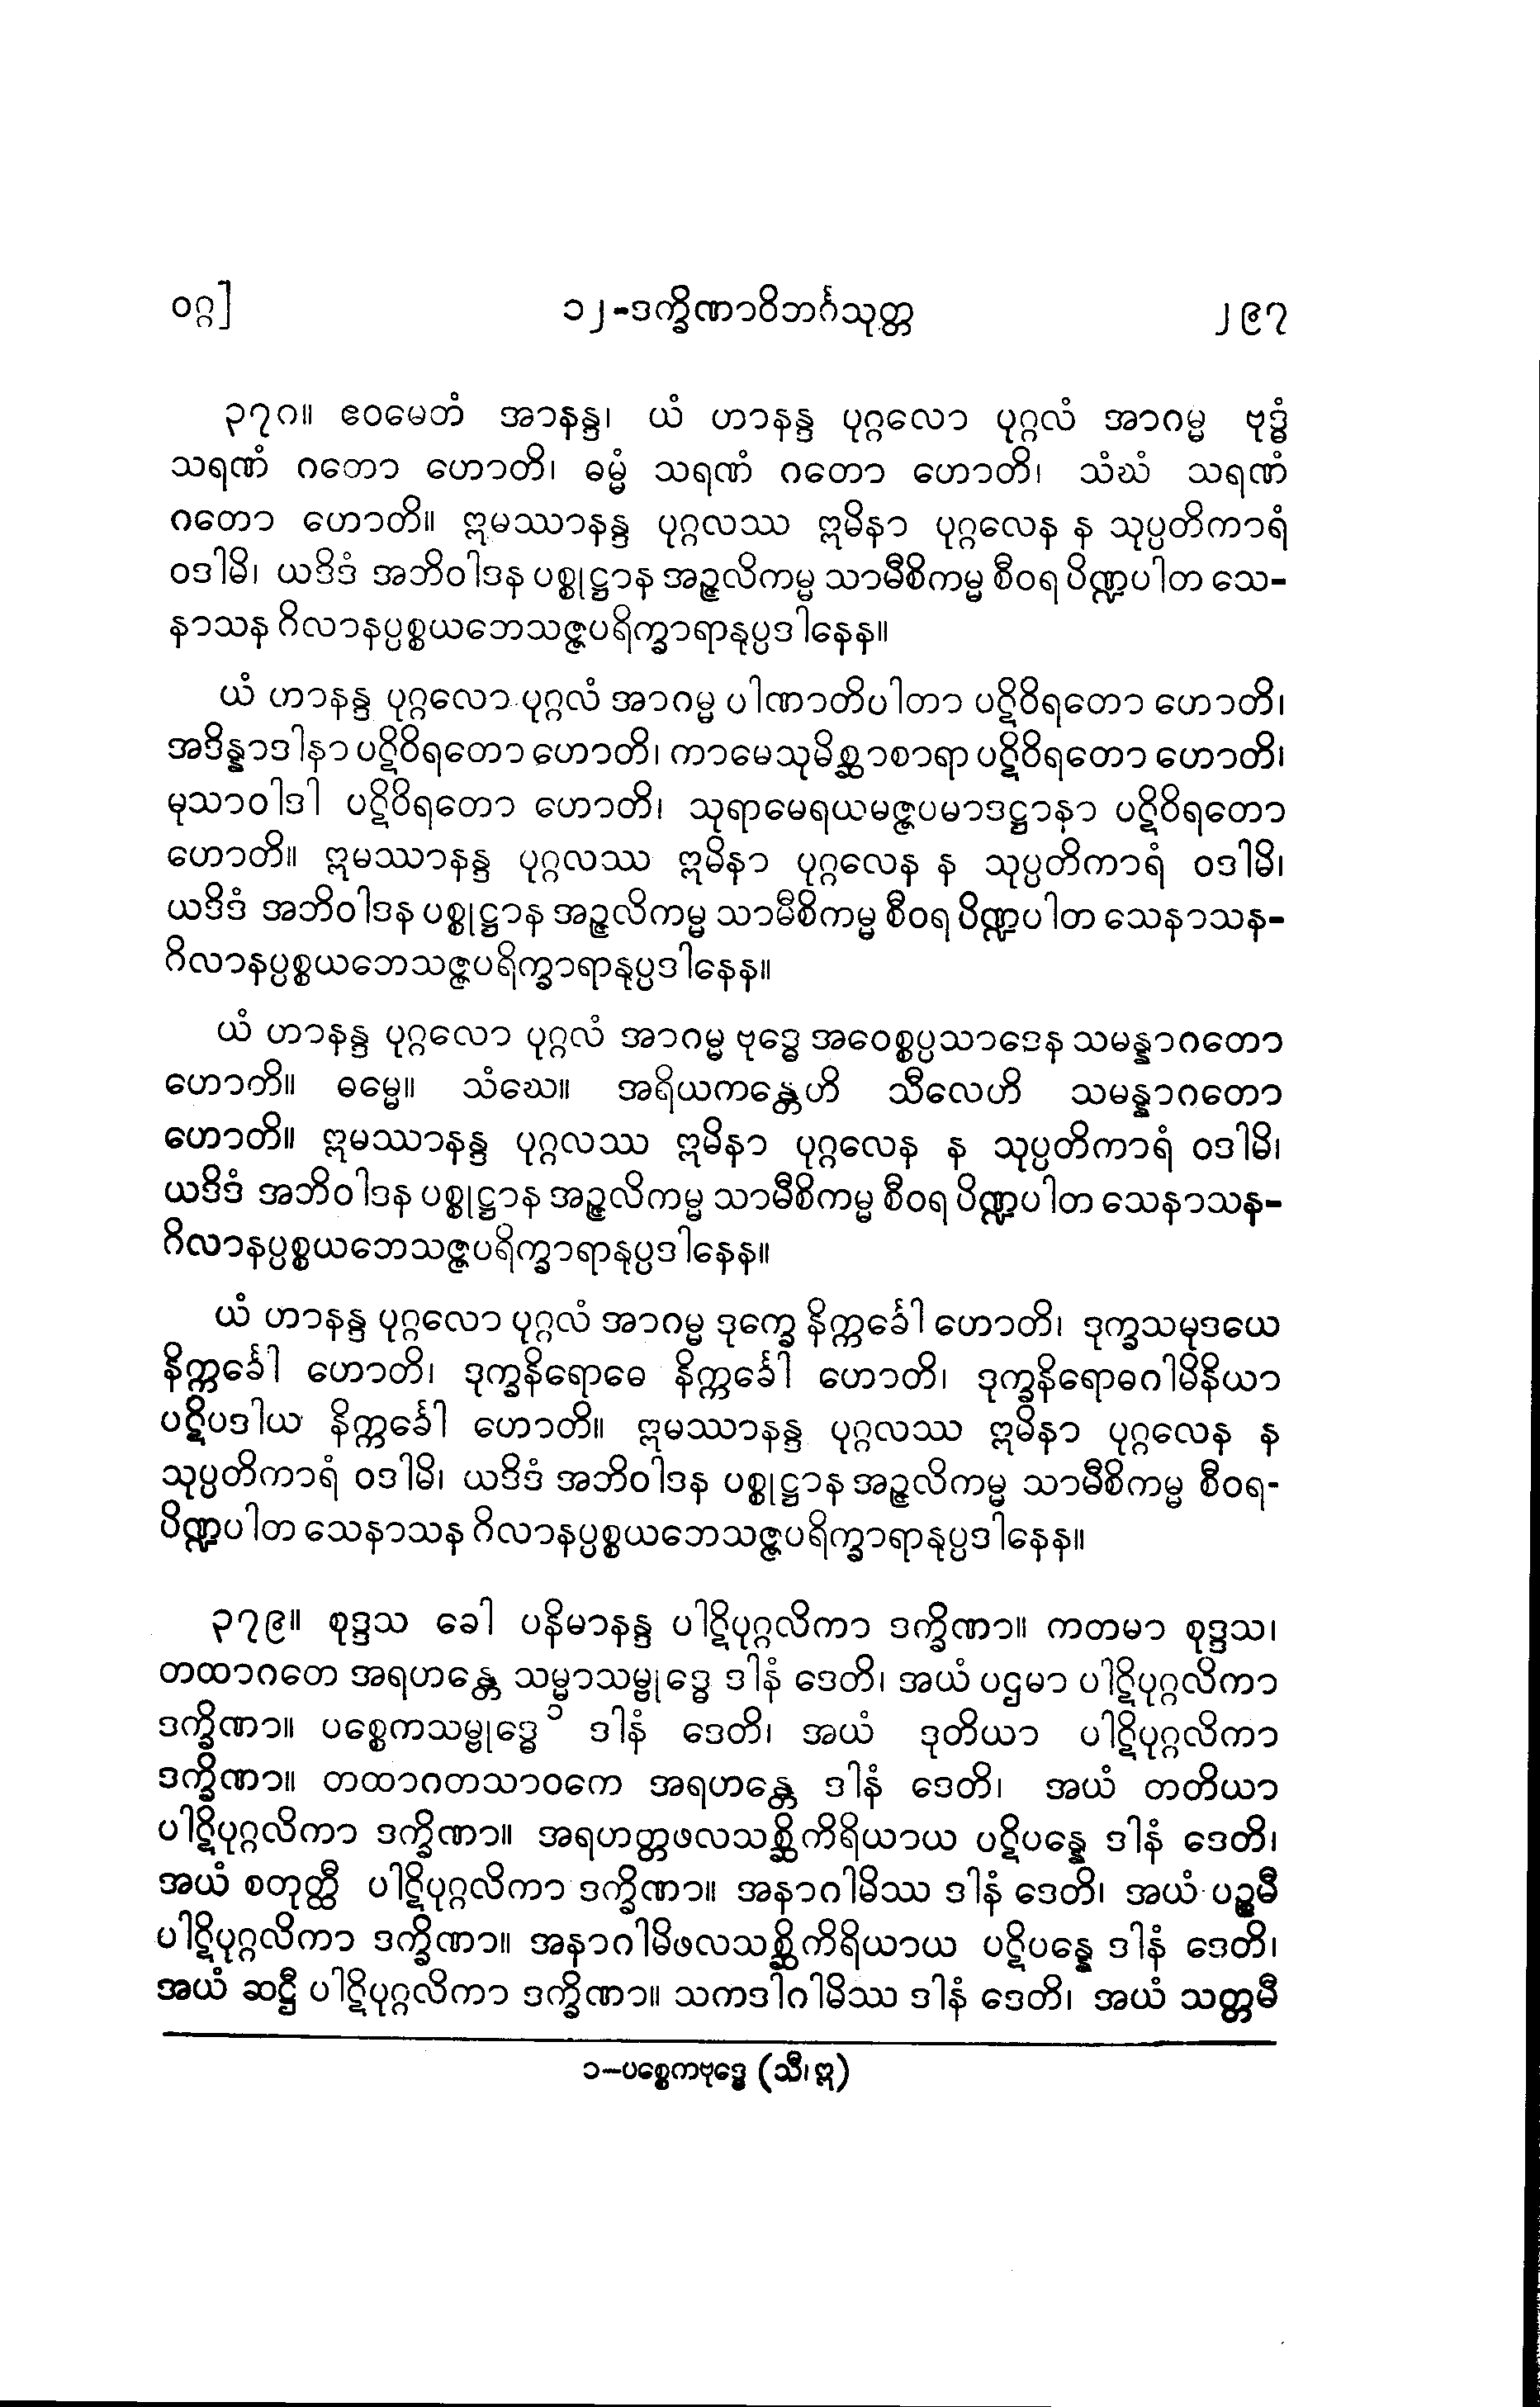 ဝဂ္ဂ] ၁၂-ဒက္ခိဏာဝိဘင်္ဂသုတ္တ ၂၉၇
၃၇၈။ ဧဝမေတံ အာနန္ဒ၊ ယံ ဟာနန္ဒ ပုဂ္ဂလော ပုဂ္ဂလံ အာဂမ္မ ဗုဒ္ဓံ
သရဏံ ဂတော ဟောတိ၊ ဓမ္မံ သရဏံ ဂတော ဟောတိ၊ သံဃံ သရဏံ
ဂတော ဟောတိ။ ဣမဿာနန္ဒ ပုဂ္ဂလဿ ဣမိနာ ပုဂ္ဂလေန န သုပ္ပတိကာရံ
ဝဒါမိ၊ ယဒိဒံ အဘိဝါဒန ပစ္စုဋ္ဌာန အဉ္ဇလိကမ္မ သာမီစိကမ္မ စီဝရ ပိဏ္ဍပါတ သေ-
နာသန ဂိလာနပ္ပစ္စယဘေသဇ္ဇပရိက္ခာရာနုပ္ပဒါနေန။
ယံ ဟာနန္ဒ ပုဂ္ဂလော ပုဂ္ဂလံ အာဂမ္မ ပါဏာတိပါတာ ပဋိဝိရတော ဟောတိ၊
အဒိန္နာဒါနာ ပဋိဝိရတော ဟောတိ၊ ကာမေသုမိစ္ဆာစာရာ ပဋိဝိရတော ဟောတိ၊
မုသာဝါဒါ ပဋိဝိရတော ဟောတိ၊ သုရာမေရယမဇ္ဇပမာဒဋ္ဌာနာ ပဋိဝိရတော
ဟောတိ။ ဣမဿာနန္ဒ ပုဂ္ဂလဿ ဣမိနာ ပုဂ္ဂလေန န သုပ္ပတိကာရံ ဝဒါမိ၊
ယဒိဒံ အဘိဝါဒန ပစ္စုဋ္ဌာန အဉ္ဇလိကမ္မ သာမီစိကမ္မ စီဝရ ပိဏ္ဍပါတ သေနာသန-
ဂိလာနပ္ပစ္စယဘေသဇ္ဇပရိက္ခာရာနုပ္ပဒါနေန။
ယံ ဟာနန္ဒ ပုဂ္ဂလော ပုဂ္ဂလံ အာဂမ္မ ဗုဒ္ဓေ အဝေစ္စပ္ပသာဒေန သမန္နာဂတော
ဟောတိ။ ဓမ္မေ။ သံဃေ။ အရိယကန္တေဟိ သီလေဟိ သမန္နာဂတော
ဟောတိ။ ဣမဿာနန္ဒ ပုဂ္ဂလဿ ဣမိနာ ပုဂ္ဂလေန န သုပ္ပတိကာရံ ဝဒါမိ၊
ယဒိဒံ အဘိဝါဒန ပစ္စုဋ္ဌာန အဉ္ဇလိကမ္မ သာမီစိကမ္မ စီဝရ ပိဏ္ဍပါတ သေနာသန-
ဂိလာနပ္ပစ္စယဘေသဇ္ဇပရိက္ခာရာနုပ္ပဒါနေန။
ယံ ဟာနန္ဒ ပုဂ္ဂလော ပုဂ္ဂလံ အာဂမ္မ ဒုက္ခေ နိက္ကင်္ခေါ ဟောတိ၊ ဒုက္ခသမုဒယေ
နိက္ကင်္ခေါ ဟောတိ၊ ဒုက္ခနိရောဓေ နိက္ကင်္ခေါ ဟောတိ၊ ဒုက္ခနိရောဓဂါမိနိယာ
ပဋိပဒါယ နိက္ကင်္ခေါ ဟောတိ။ ဣမဿာနန္ဒ ပုဂ္ဂလဿ ဣမိနာ ပုဂ္ဂလေန န
သုပ္ပတိကာရံ ဝဒါမိ၊ ယဒိဒံ အဘိဝါဒန ပစ္စုဋ္ဌာန အဉ္ဇလိကမ္မ သာမီစိကမ္မ စီဝရ-
ပိဏ္ဍပါတ သေနာသန ဂိလာနပ္ပစ္စယဘေသဇ္ဇပရိက္ခာရာနုပ္ပဒါနေန။
၃၇၉။ စုဒ္ဒသ ခေါ ပနိမာနန္ဒ ပါဋိပုဂ္ဂလိကာ ဒက္ခိဏာ။ ကတမာ စုဒ္ဒသ၊
တထာဂတေ အရဟန္တေ သမ္မာသမ္ဗုဒ္ဓေ ဒါနံ ဒေတိ၊ အယံ ပဌမာ ပါဋိပုဂ္ဂလိကာ
ဒက္ခိဏာ။ ပစ္စေကသမ္ဗုဒ္ဓေ ၁ ဒါနံ ဒေတိ၊ အယံ ဒုတိယာ ပါဋိပုဂ္ဂလိကာ
ဒက္ခိဏာ။ တထာဂတသာဝကေ အရဟန္တေ ဒါနံ ဒေတိ၊ အယံ တတိယာ
ပါဋိပုဂ္ဂလိကာ ဒက္ခိဏာ။ အရဟတ္တဖလသစ္ဆိကိရိယာယ ပဋိပန္နေ ဒါနံ ဒေတိ၊
အယံ စတုတ္ထီ ပါဋိပုဂ္ဂလိကာ ဒက္ခိဏာ။ အနာဂါမိဿ ဒါနံ ဒေတိ၊ အယံ ပဉ္စမီ
ပါဋိပုဂ္ဂလိကာ ဒက္ခိဏာ။ အနာဂါမိဖလသစ္ဆိကိရိယာယ ပဋိပန္နေ ဒါနံ ဒေတိ၊
အယံ ဆဋ္ဌီ ပါဋိပုဂ္ဂလိကာ ဒက္ခိဏာ။ သကဒါဂါမိဿ ဒါနံ ဒေတိ၊ အယံ သတ္တမီ
၁-ပစ္စေကဗုဒ္ဓေ (သီ၊ ဣ)